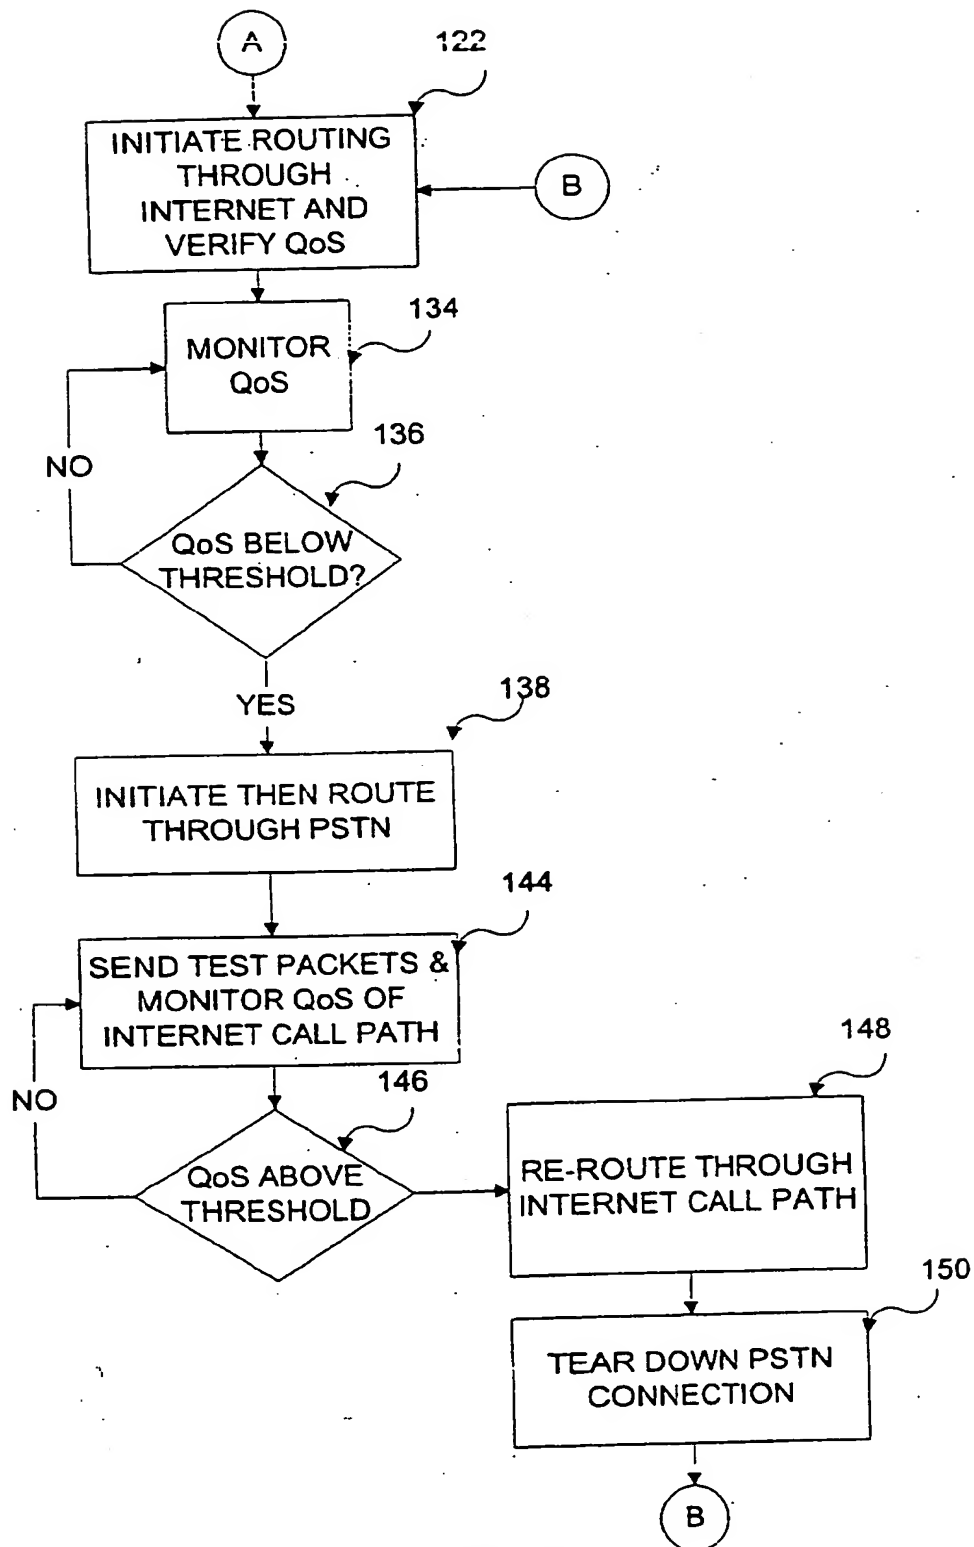 A
122
INITIATE ROUTING
THROUGH
INTERNET AND
VERIFY QoS
B
134
MONITOR
QoS
136
NO
QoS BELOW
THRESHOLD?
YES
138
INITIATE THEN ROUTE
THROUGH PSTN
144
SEND TEST PACKETS &
MONITOR QoS OF
INTERNET CALL PATH
NO
146
QoS ABOVE
THRESHOLD
148
RE-ROUTE THROUGH
INTERNET CALL PATH
150
TEAR DOWN PSTN
CONNECTION
B